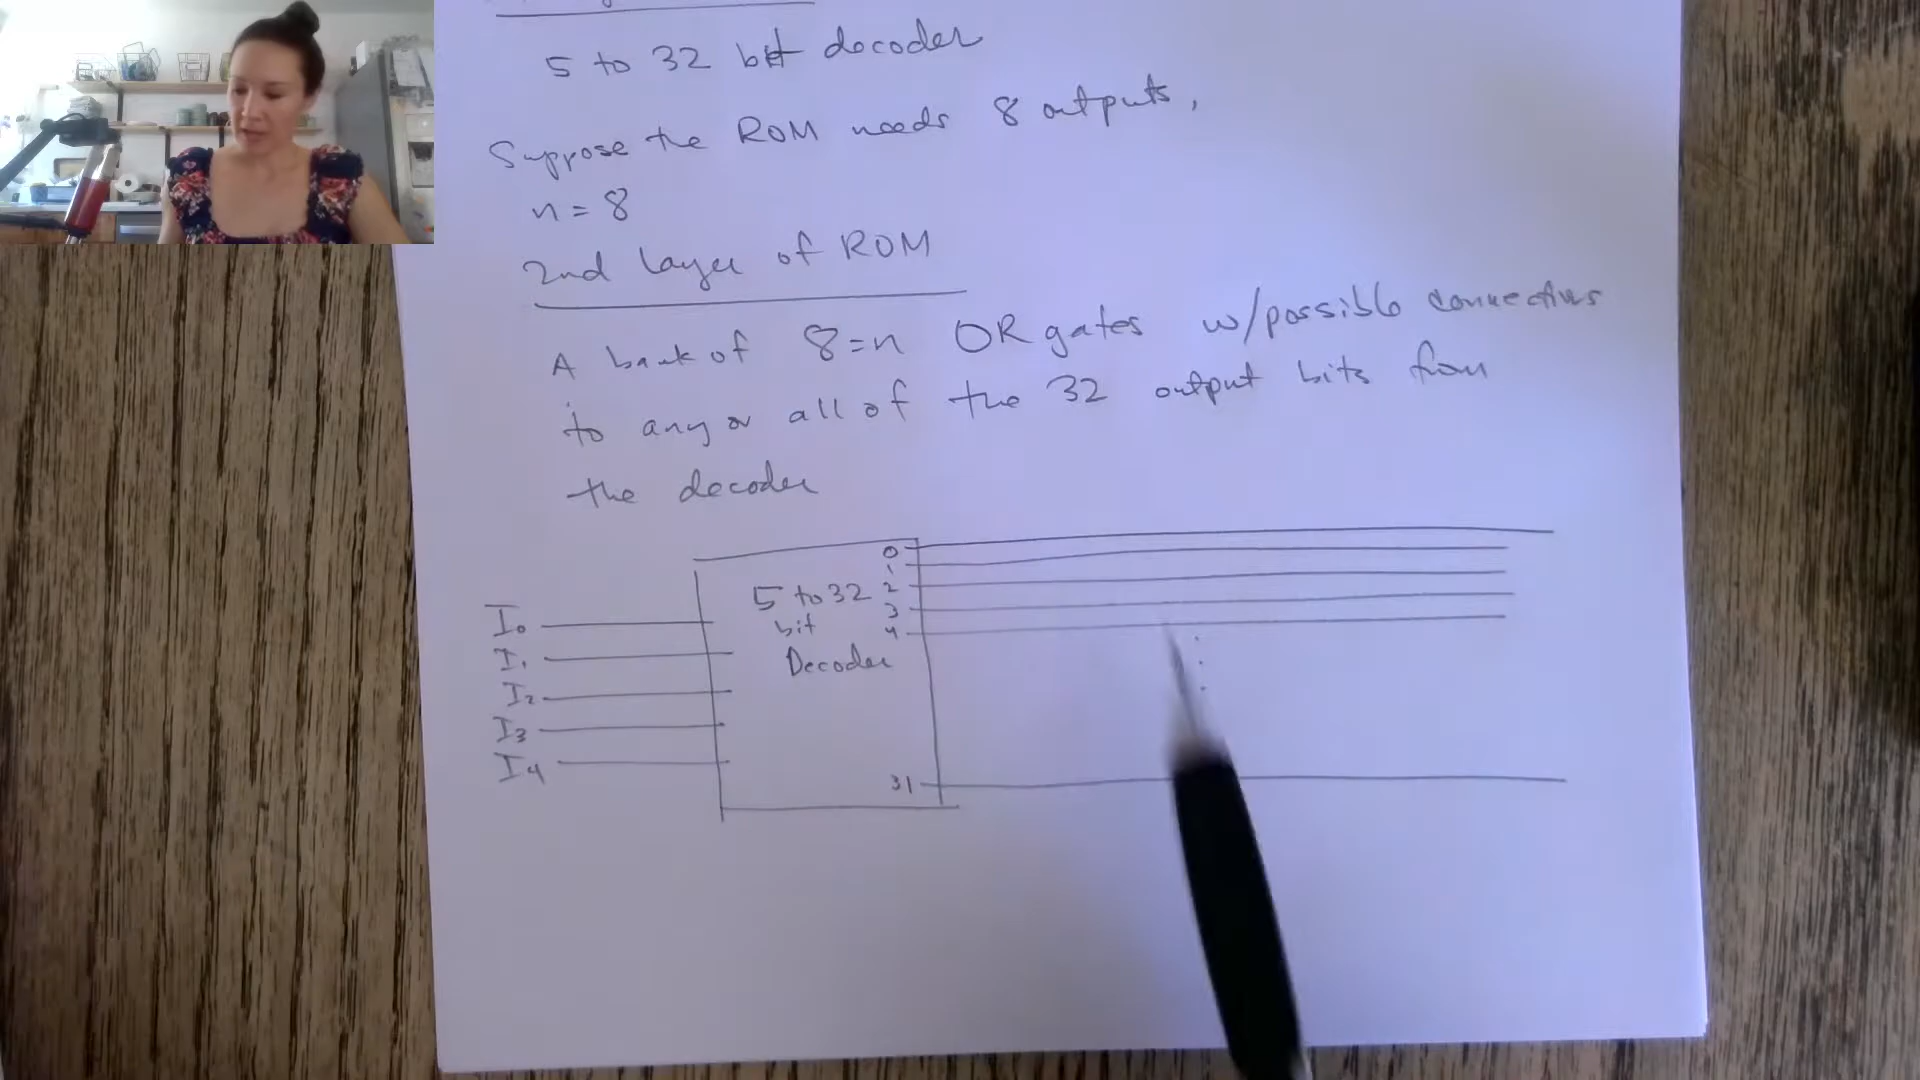 5 to 32 bit decoder
Suppose the ROM needs 8 outputs,
n = 8
2nd layer of ROM
A bank of 8=n OR gates w/possible connections
to any or all of the 32 output bits from
the decoder
0
1
5 to 32 2
bit 3
4
Decoder
I0
I1
I2
I3
I4
31